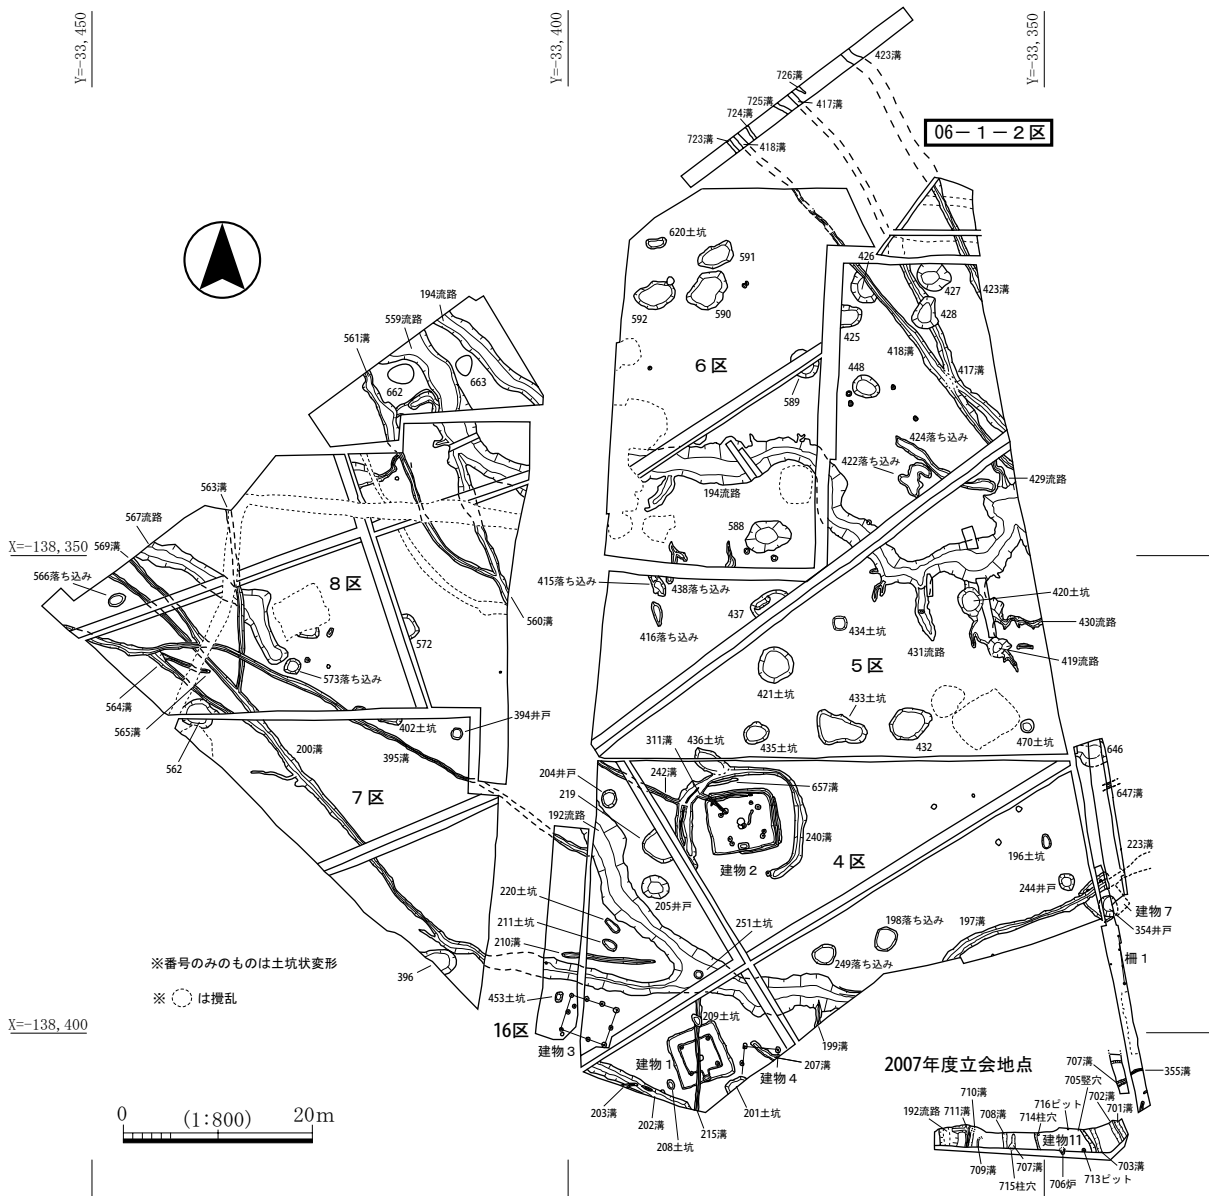 Y=-33,450
Y=-33,400
Y=-33,350
423溝
726溝
725溝
417溝
724溝
723溝
418溝
06-1-2区
620土坑
591
426
427
423溝
592
590
428
194流路
559流路
561溝
425
418溝
6区
417溝
662
663
589
448
424落ち込み
422落ち込み
563溝
194流路
429流路
567流路
588
X=-138,350
569溝
566落ち込み
8区
415落ち込み
438落ち込み
420土坑
560溝
437
572
416落ち込み
434土坑
430流路
431流路
5区
419流路
573落ち込み
421土坑
564溝
433土坑
394井戸
565溝
402土坑
436土坑
435土坑
432
470土坑
200溝
311溝
646
562
395溝
204井戸
242溝
657溝
7区
219
647溝
192流路
240溝
223溝
4区
196土坑
建物2
244井戸
220土坑
205井戸
建物7
211土坑
251土坑
198落ち込み
197溝
354井戸
210溝
※番号のみのものは土坑状変形
249落ち込み
柵1
396
※ は撹乱
453土坑
209土坑
X=-138,400
16区
199溝
建物3
建物1
207溝
2007年度立会地点
建物4
707溝
355溝
705竪穴
710溝
716ピット
702溝
0 (1:800) 20m
203溝
201土坑
192流路
711溝
708溝
714柱穴
701溝
202溝
215溝
建物11
208土坑
709溝
707溝
703溝
715柱穴
706炉
713ピット